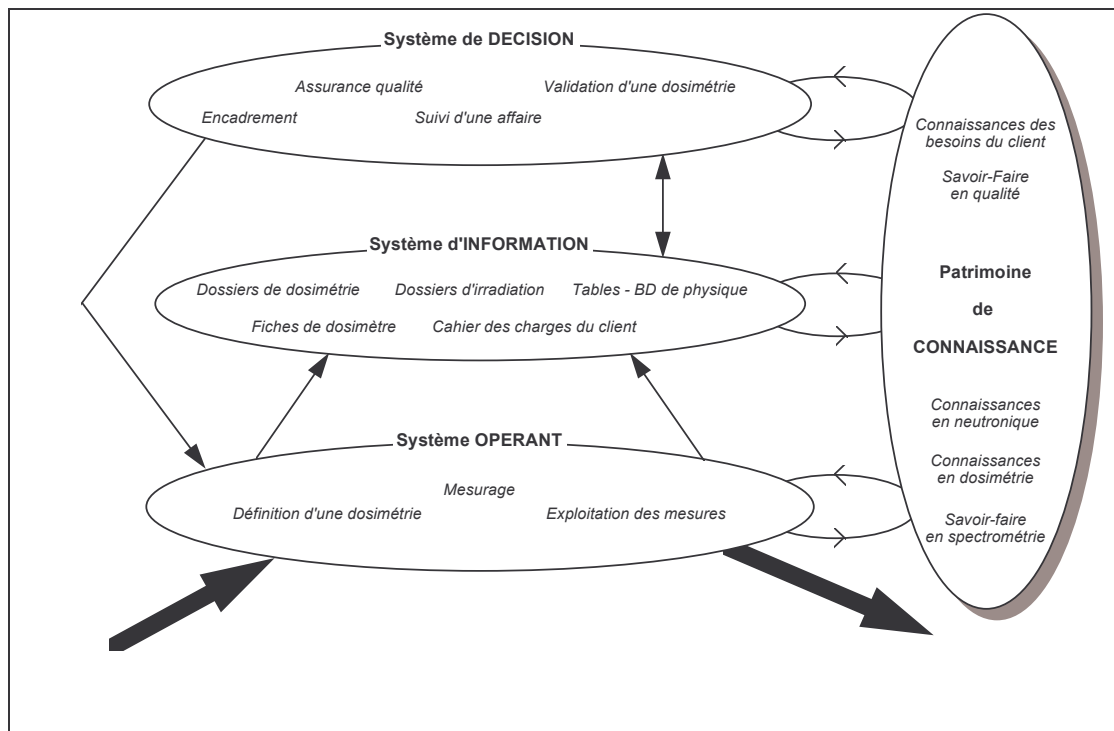 Système de DECISION
Assurance qualité
Validation d'une dosimétrie
Encadrement
Suivi d'une affaire
Système d'INFORMATION
Dossiers de dosimétrie
Dossiers d'irradiation
Tables - BD de physique
Fiches de dosimètre
Cahier des charges du client
Système OPERANT
Mesurage
Définition d'une dosimétrie
Exploitation des mesures
Connaissances des
besoins du client
Savoir-Faire
en qualité
Patrimoine
de
CONNAISSANCE
Connaissances
en neutronique
Connaissances
en dosimétrie
Savoir-faire
en spectrométrie